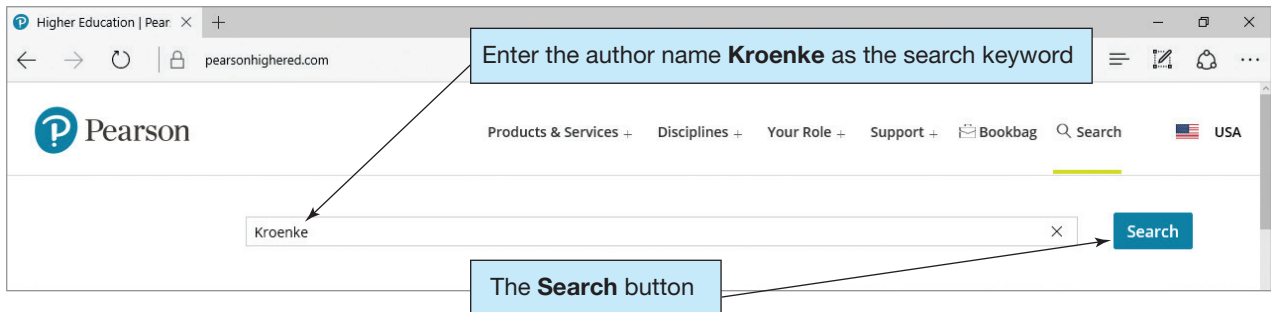 Higher Education | Pear
pearsonhighered.com
Enter the author name Kroenke as the search keyword
Pearson
Products & Services +
Disciplines +
Your Role +
Support +
Bookbag
Search
USA
Kroenke
Search
The Search button